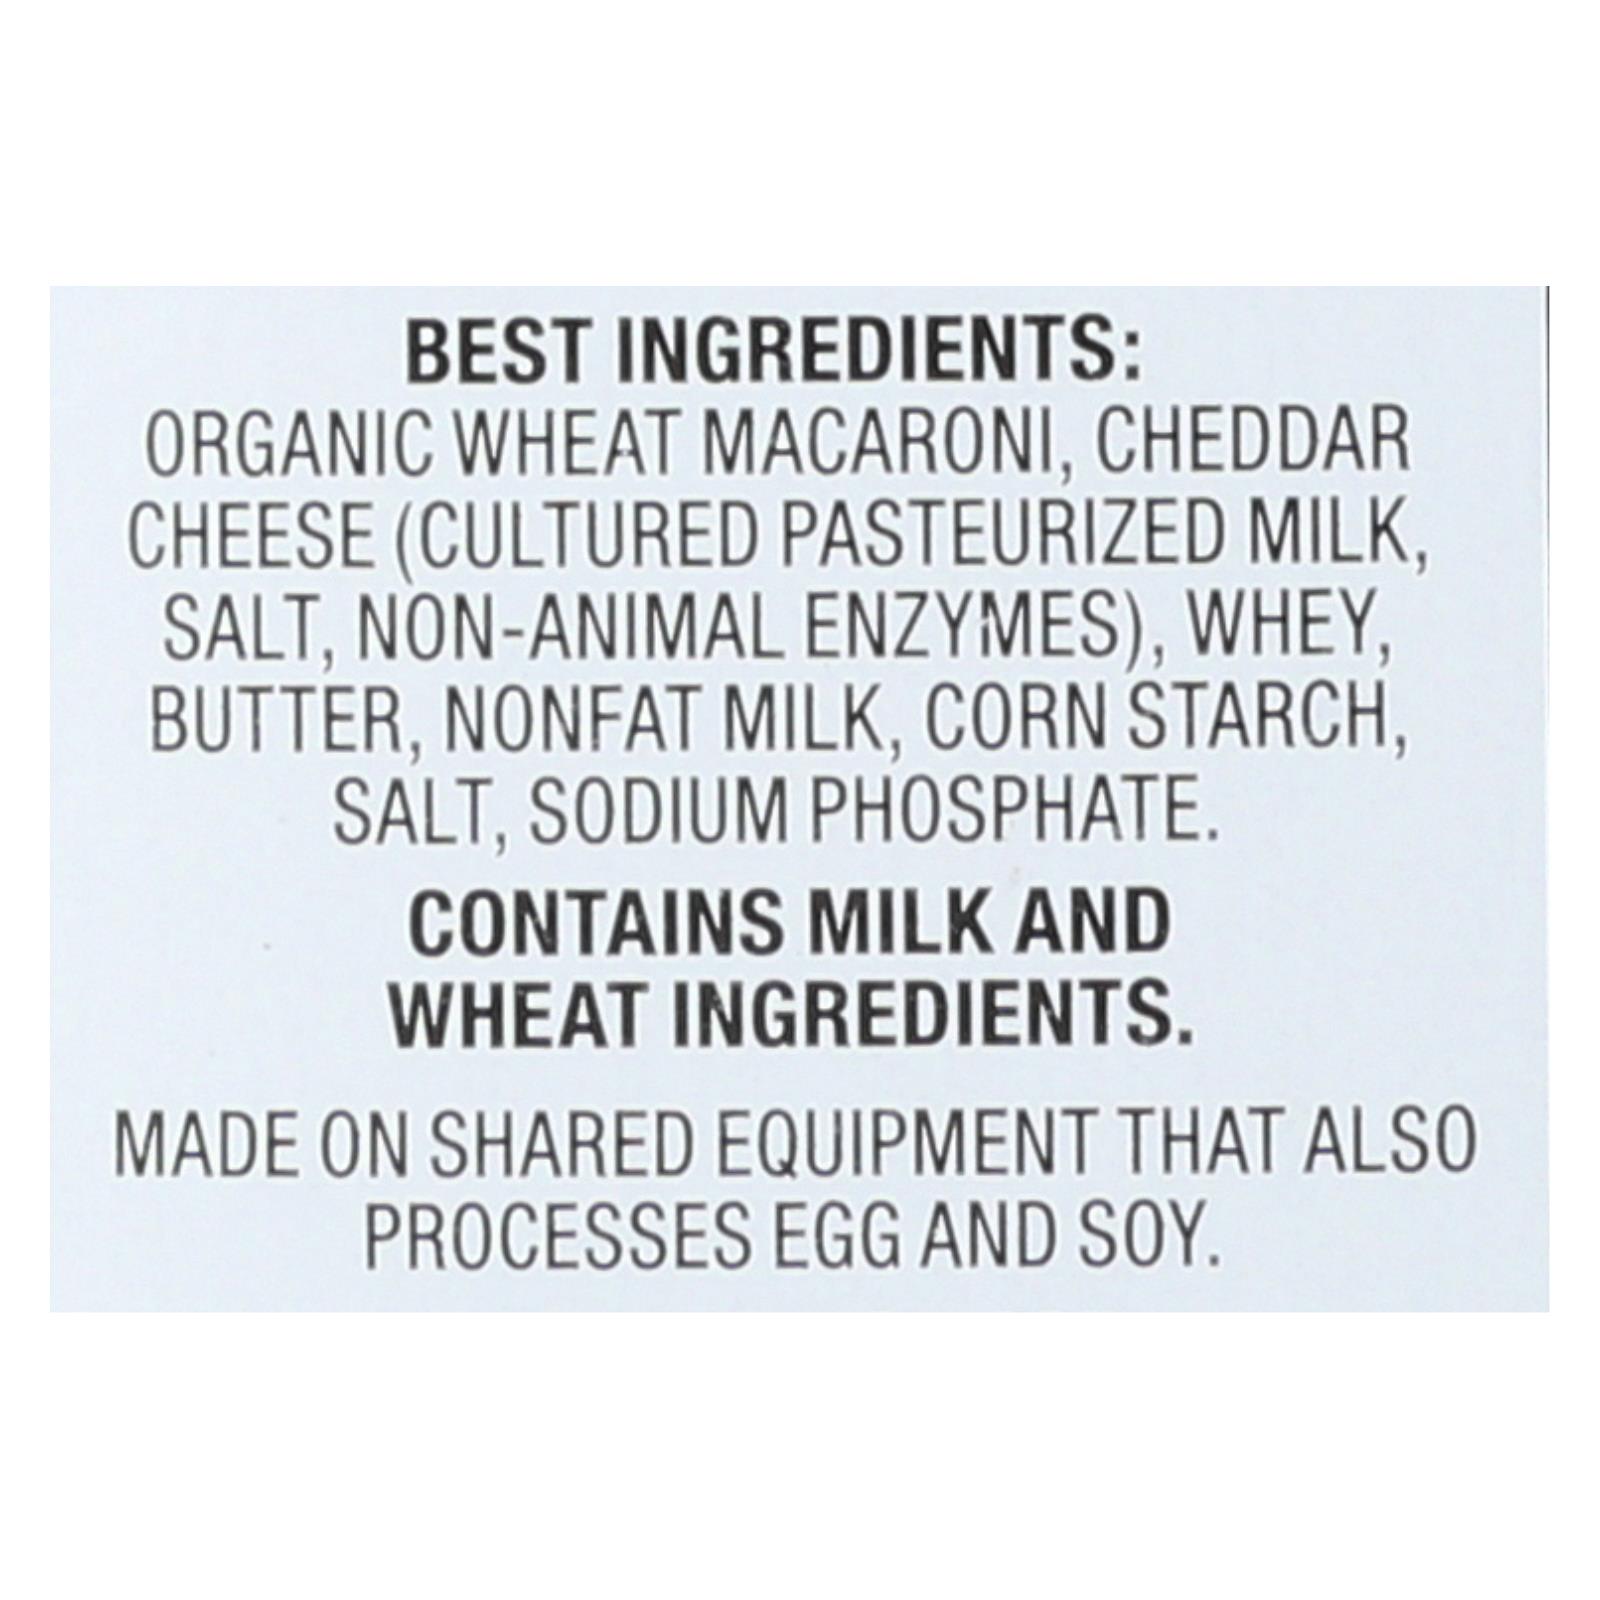 BEST INGREDIENTS:
ORGANIC WHEAT MACARONI, CHEDDAR
CHEESE (CULTURED PASTEURIZED MILK,
SALT, NON-ANIMAL ENZYMES), WHEY,
BUTTER, NONFAT MILK, CORN STARCH,
SALT, SODIUM PHOSPHATE.
CONTAINS MILK AND
WHEAT INGREDIENTS.
MADE ON SHARED EQUIPMENT THAT ALSO
PROCESSES EGG AND SOY.